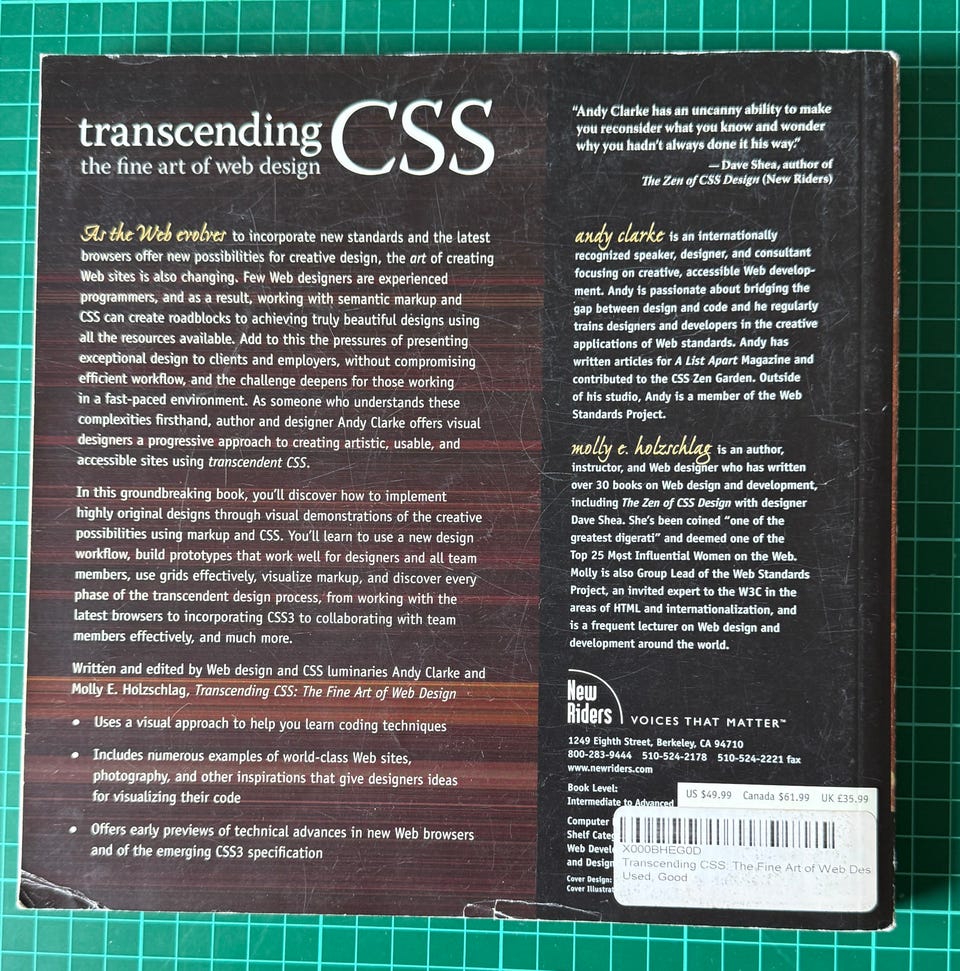 transcending CSS
the fine art of web design
As the Web evolves to incorporate new standards and the latest
browsers offer new possibilities for creative design, the art of creating
Web sites is also changing. Few Web designers are experienced
programmers, and as a result, working with semantic markup and
CSS can create roadblocks to achieving truly beautiful designs using
all the resources available. Add to this the pressures of presenting
exceptional design to clients and employers, without compromising
efficient workflow, and the challenge deepens for those working
in a fast-paced environment. As someone who understands these
complexities firsthand, author and designer Andy Clarke offers visual
designers a progressive approach to creating artistic, usable, and
accessible sites using transcendent CSS.
In this groundbreaking book, you'll discover how to implement
highly original designs through visual demonstrations of the creative
possibilities using markup and CSS. You'll learn to use a new design
workflow, build prototypes that work well for designers and all team
members, use grids effectively, visualize markup, and discover every
phase of the transcendent design process, from working with the
latest browsers to incorporating CSS3 to collaborating with team
members effectively, and much more.
Written and edited by Web design and CSS luminaries Andy Clarke and
Molly E. Holzschlag, Transcending CSS: The Fine Art of Web Design
• Uses a visual approach to help you learn coding techniques
• Includes numerous examples of world-class Web sites,
photography, and other inspirations that give designers ideas
for visualizing their code
• Offers early previews of technical advances in new Web browsers
and of the emerging CSS3 specification
"Andy Clarke has an uncanny ability to make
you reconsider what you know and wonder
why you hadn't always done it his way."
— Dave Shea, author of
The Zen of CSS Design (New Riders)
andy clarke is an internationally
recognized speaker, designer, and consultant
focusing on creative, accessible Web develop-
ment. Andy is passionate about bridging the
gap between design and code and he regularly
trains designers and developers in the creative
applications of Web standards. Andy has
written articles for A List Apart Magazine and
contributed to the CSS Zen Garden. Outside
of his studio, Andy is a member of the Web
Standards Project.
molly e. holzschlag is an author,
instructor, and Web designer who has written
over 30 books on Web design and development,
including The Zen of CSS Design with designer
Dave Shea. She's been coined "one of the
greatest digerati" and deemed one of the
Top 25 Most Influential Women on the Web.
Molly is also Group Lead of the Web Standards
Project, an invited expert to the W3C in the
areas of HTML and internationalization, and
is a frequent lecturer on Web design and
development around the world.
New
Riders VOICES THAT MATTER™
1249 Eighth Street, Berkeley, CA 94710
800-283-9444 510-524-2178 510-524-2221 fax
www.newriders.com
Book Level:
Intermediate to Advanced
US $49.99 Canada $61.99 UK £35.99
Computer
Shelf
Web
and Design
Cover Design:
Cover
X000BHEG0D
Transcending CSS: The Fine Art of Web Des
Used, Good